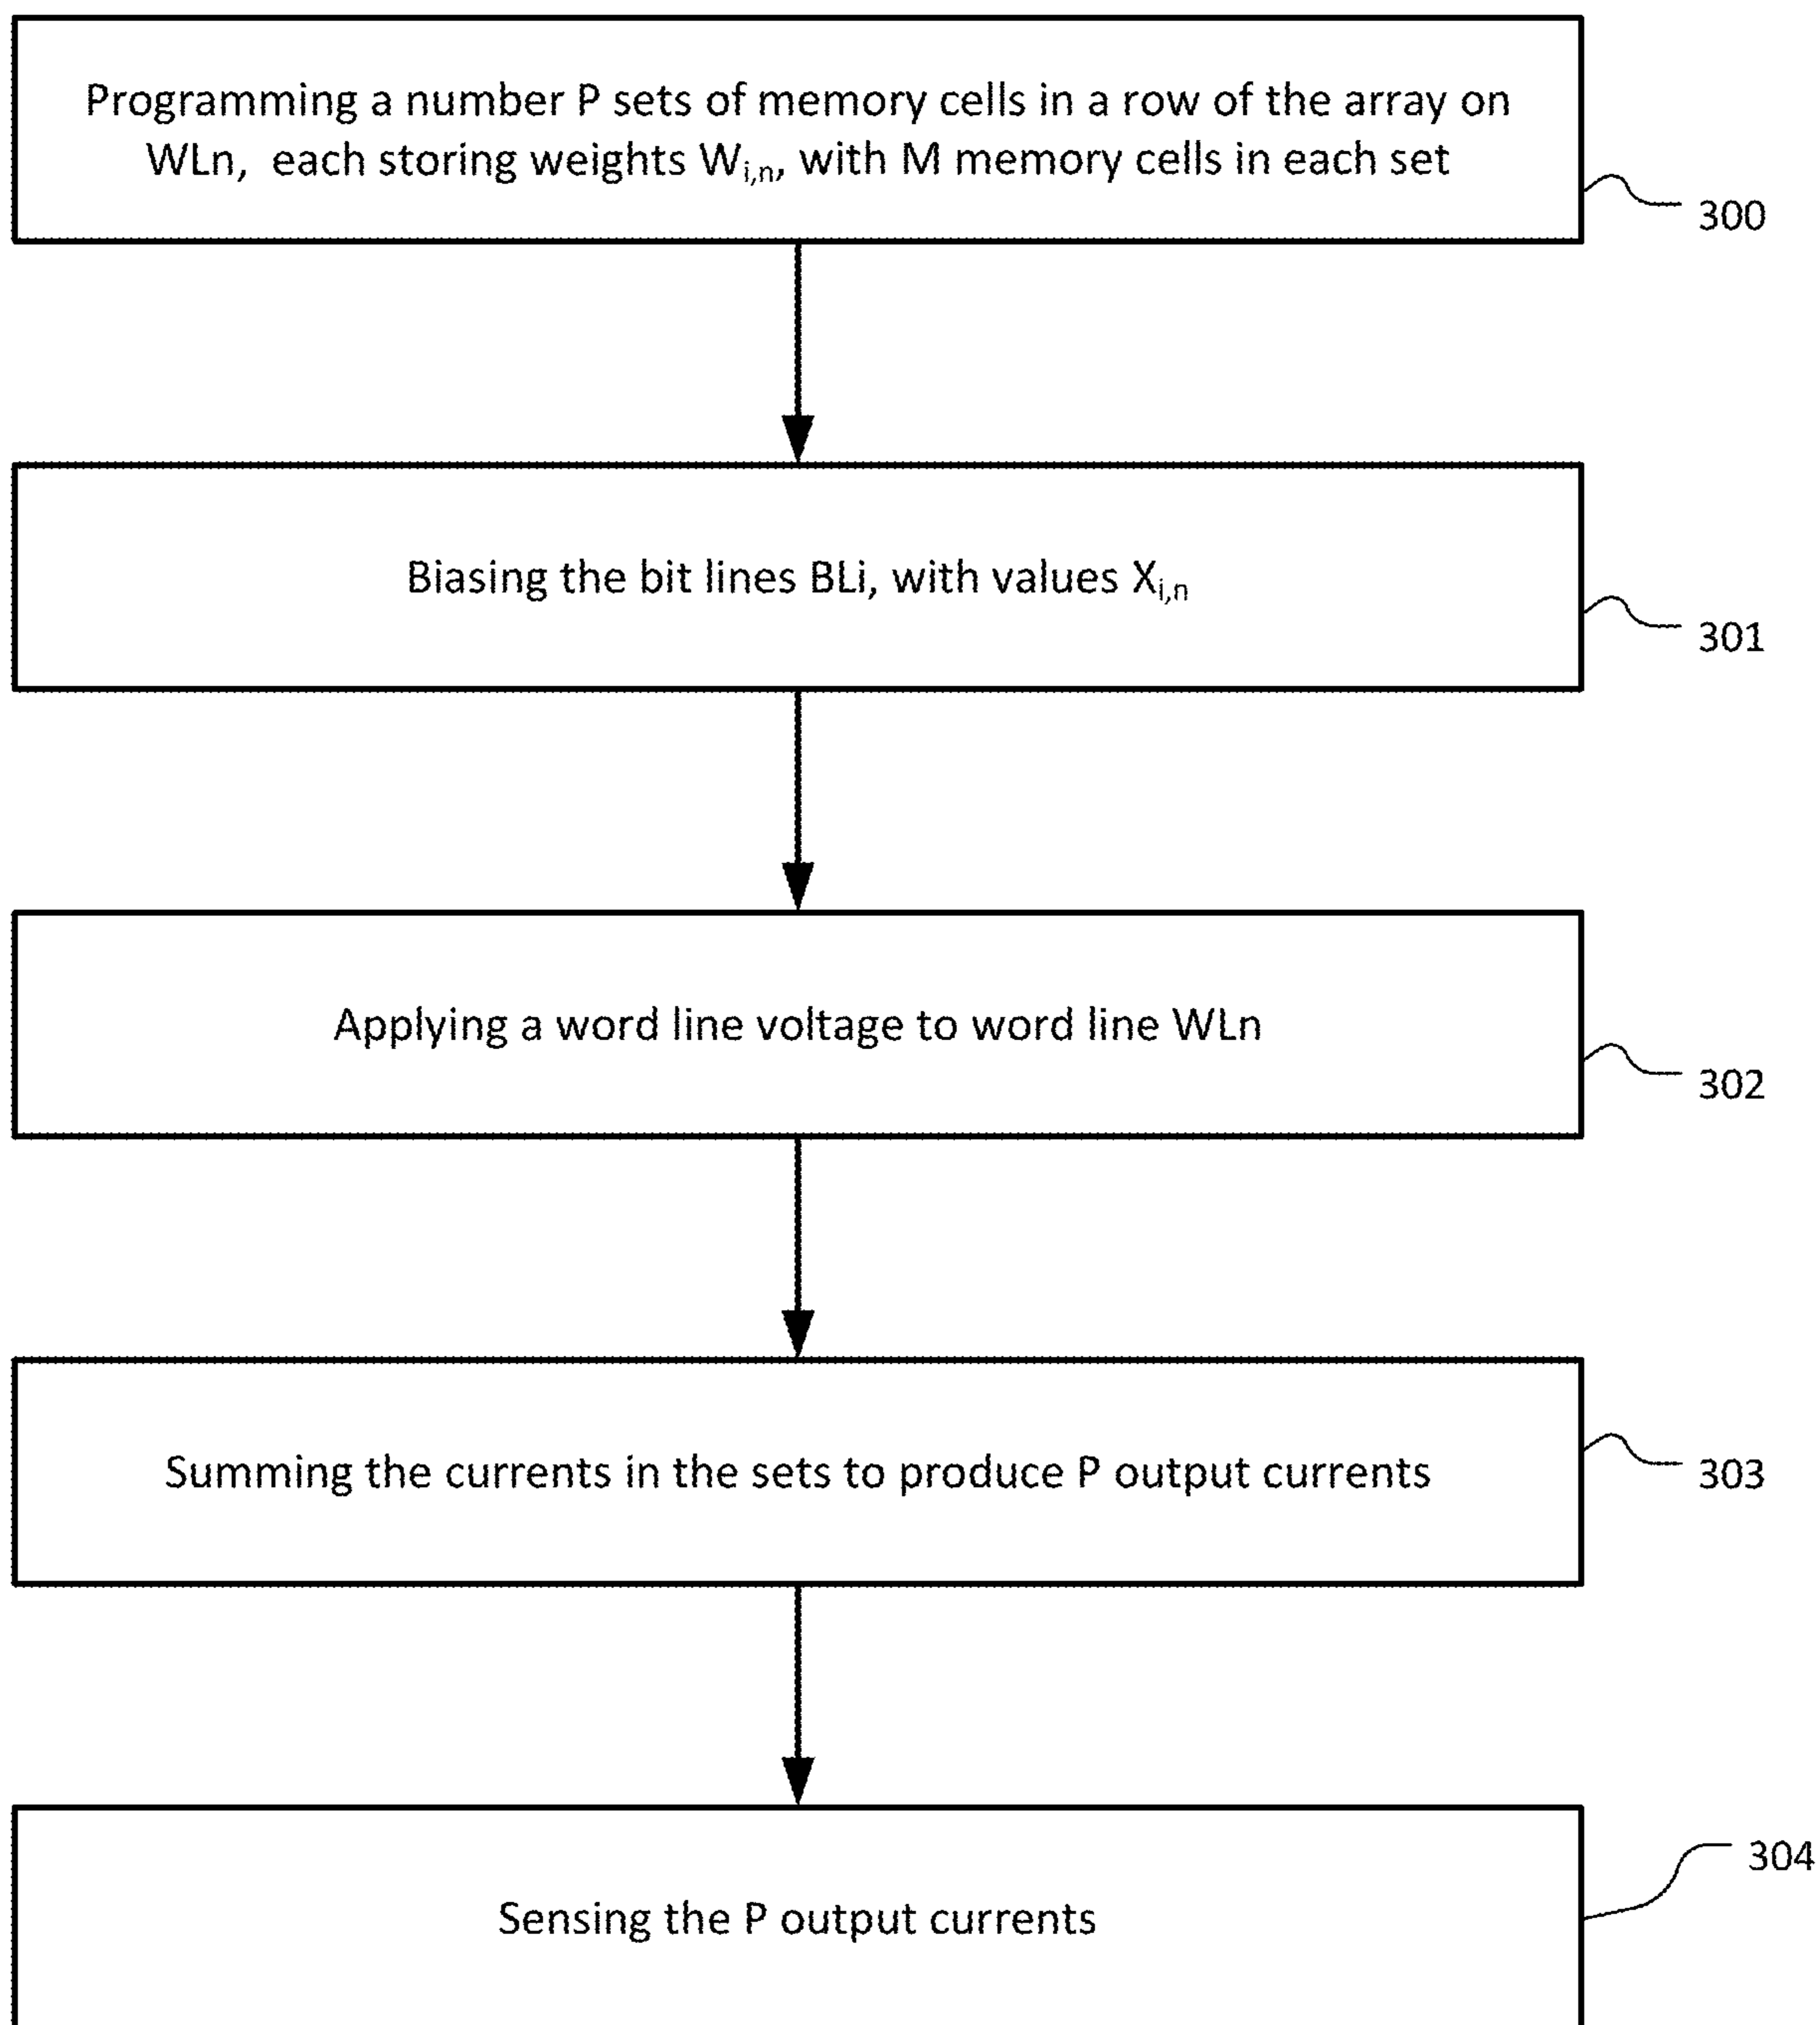 Programming a number P sets of memory cells in a row of the array on
WLn, each storing weights Wi,n, with M memory cells in each set
300
Biasing the bit lines BLi, with values Xi,n
301
Applying a word line voltage to word line WLn
302
Summing the currents in the sets to produce P output currents
303
Sensing the P output currents
304